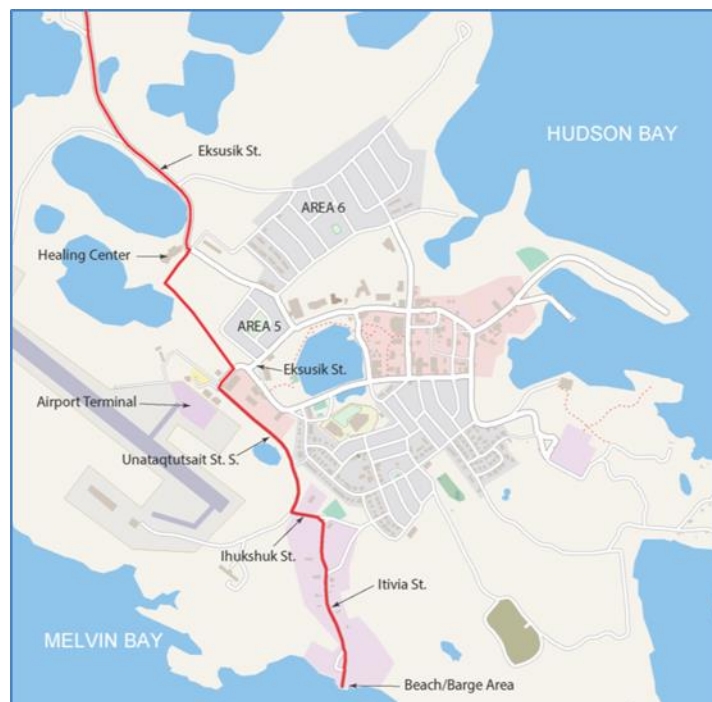 HUDSON BAY
Eksusik St.
AREA 6
Healing Center
AREA 5
Eksusik St.
Airport Terminal
Unataqtutsait St. S.
Ihukshuk St.
Itivia St.
MELVIN BAY
Beach/Barge Area